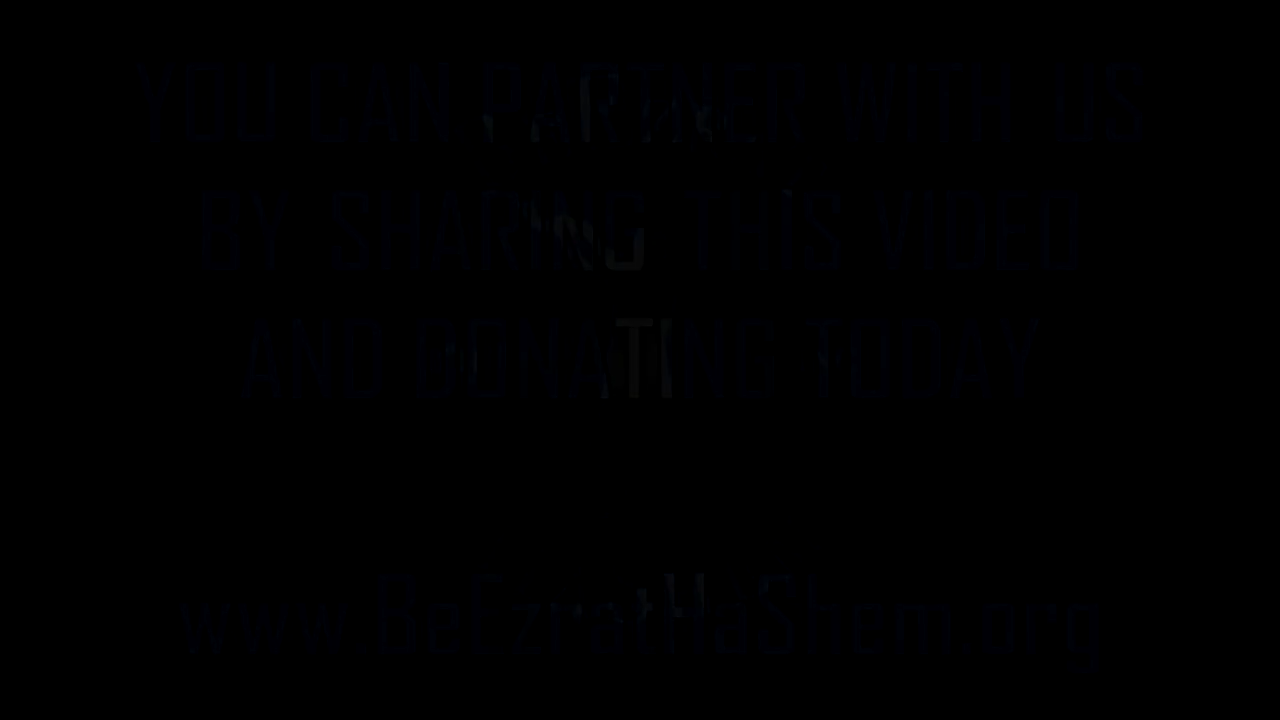 YOU CAN PARTNER WITH US
BY SHARING THIS VIDEO
AND DONATING TODAY
www.BeEzratHaShem.org